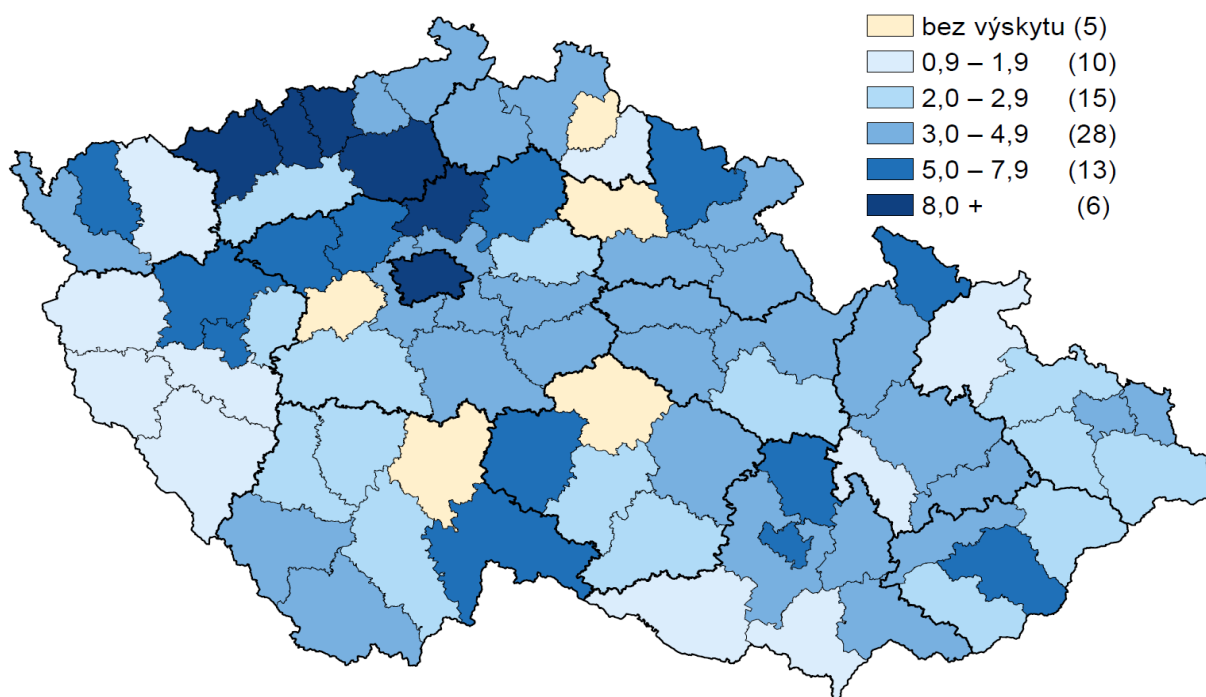 bez výskytu (5)
0,9 – 1,9 (10)
2,0 – 2,9 (15)
3,0 – 4,9 (28)
5,0 – 7,9 (13)
8,0 + (6)